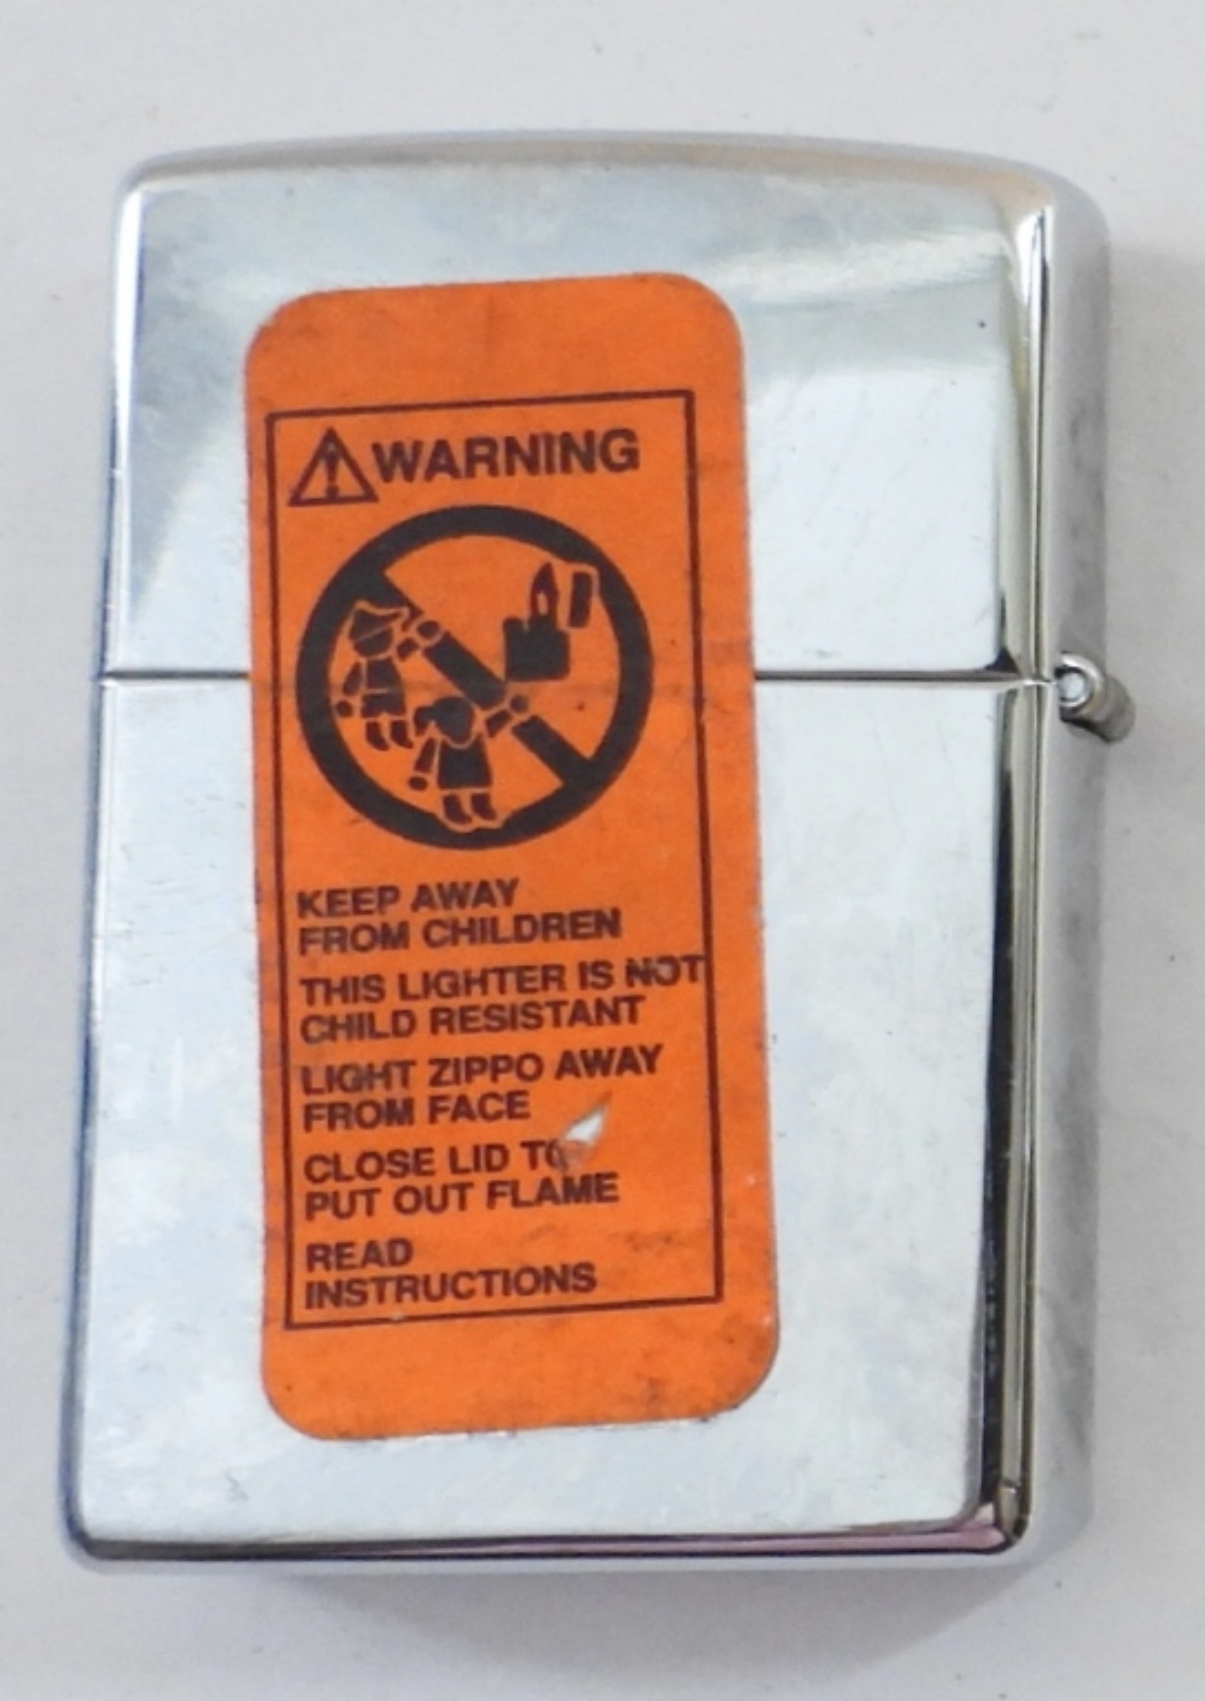 WARNING
KEEP AWAY
FROM CHILDREN
THIS LIGHTER IS NOT
CHILD RESISTANT
LIGHT ZIPPO AWAY
FROM FACE
CLOSE LID TO
PUT OUT FLAME
READ
INSTRUCTIONS